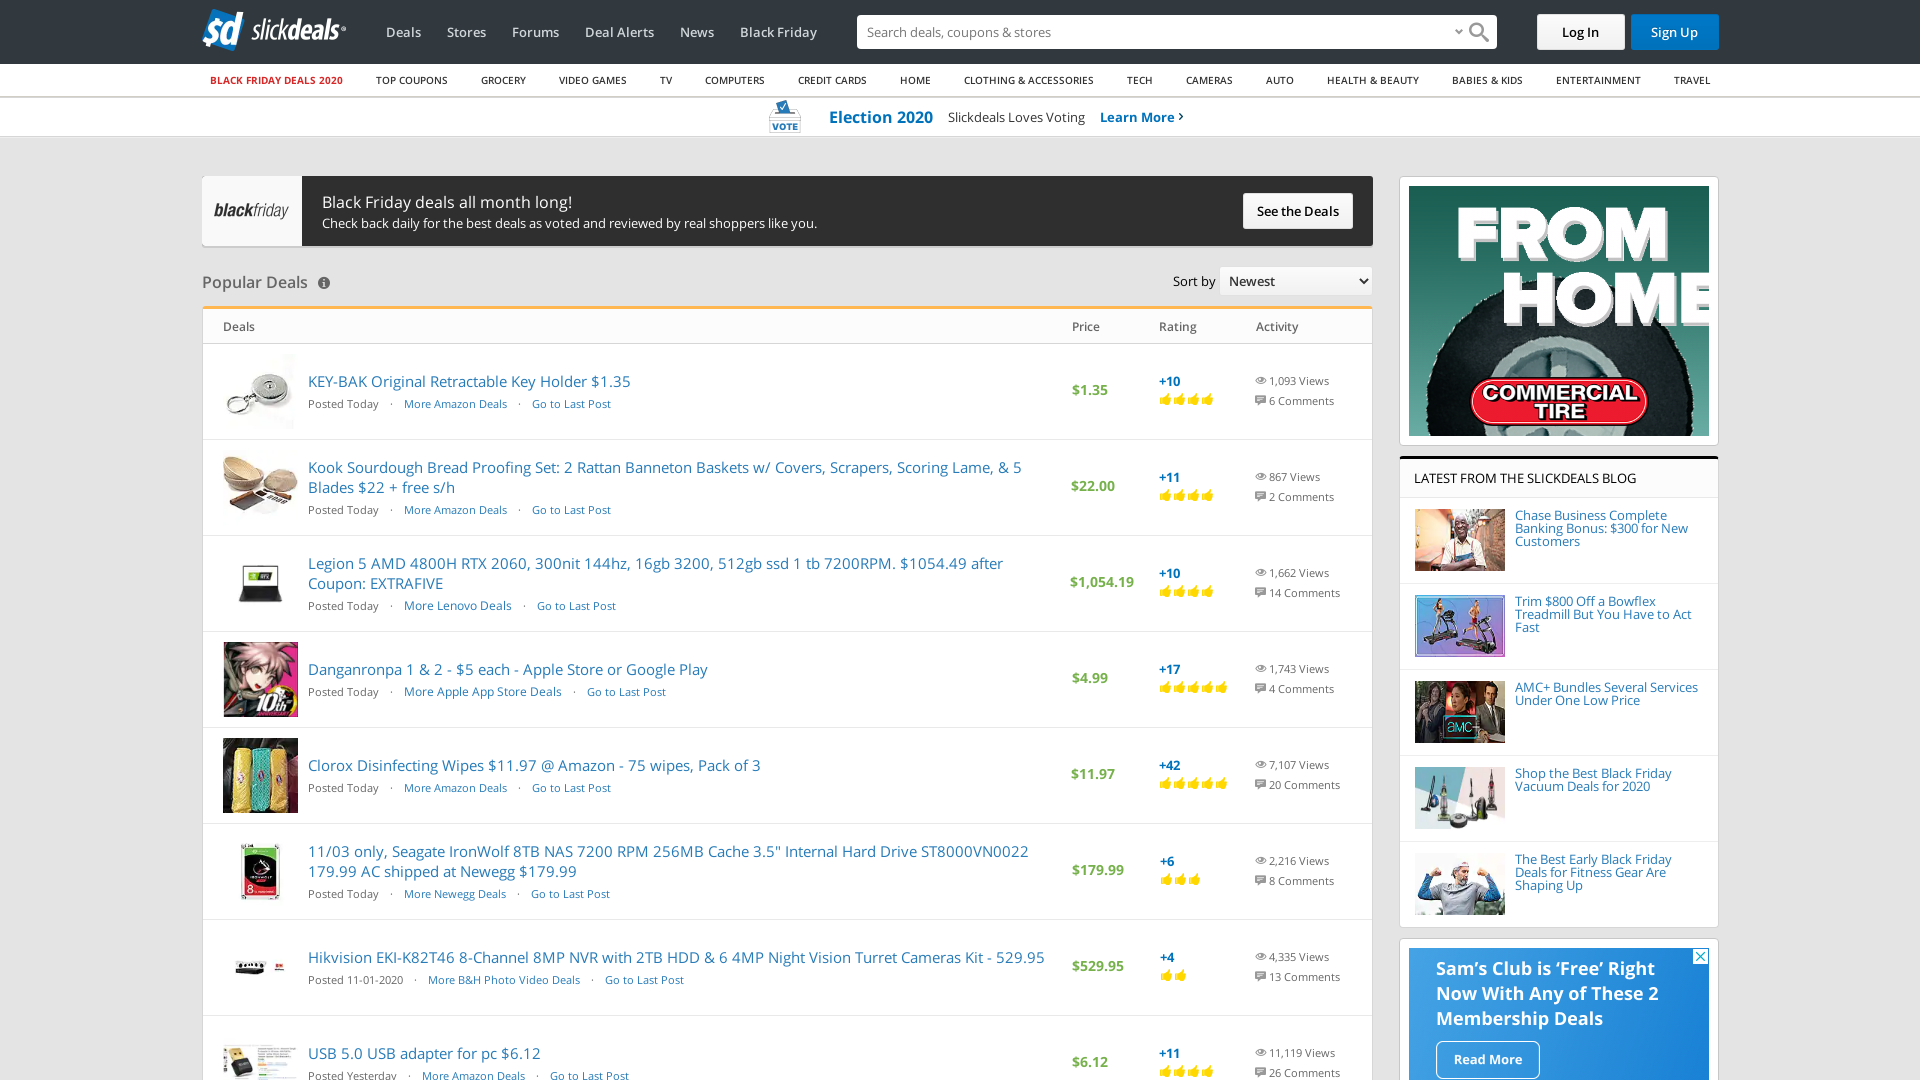 slickdeals
Deals
Stores
Forums
Deal Alerts
News
Black Friday
Search deals, coupons & stores
Log In
Sign Up
BLACK FRIDAY DEALS 2020
TOP COUPONS
GROCERY
VIDEO GAMES
TV
COMPUTERS
CREDIT CARDS
HOME
CLOTHING & ACCESSORIES
TECH
CAMERAS
AUTO
HEALTH & BEAUTY
BABIES & KIDS
ENTERTAINMENT
TRAVEL
VOTE
Election 2020
Slickdeals Loves Voting
Learn More
blackfriday
Black Friday deals all month long!
Check back daily for the best deals as voted and reviewed by real shoppers like you.
See the Deals
Popular Deals
Sort by
Newest
Deals
Price
Rating
Activity
KEY-BAK Original Retractable Key Holder $1.35
Posted Today · More Amazon Deals · Go to Last Post
$1.35
+10
1,093 Views
6 Comments
Kook Sourdough Bread Proofing Set: 2 Rattan Banneton Baskets w/ Covers, Scrapers, Scoring Lame, & 5
Blades $22 + free s/h
Posted Today · More Amazon Deals · Go to Last Post
$22.00
+11
867 Views
2 Comments
Legion 5 AMD 4800H RTX 2060, 300nit 144hz, 16gb 3200, 512gb ssd 1 tb 7200RPM. $1054.49 after
Coupon: EXTRAFIVE
Posted Today · More Lenovo Deals · Go to Last Post
$1,054.19
+10
1,662 Views
14 Comments
10th
ANNIVERSARY
Danganronpa 1 & 2 - $5 each - Apple Store or Google Play
Posted Today · More Apple App Store Deals · Go to Last Post
$4.99
+17
1,743 Views
4 Comments
Clorox Disinfecting Wipes $11.97 @ Amazon - 75 wipes, Pack of 3
Posted Today · More Amazon Deals · Go to Last Post
$11.97
+42
7,107 Views
20 Comments
11/03 only, Seagate IronWolf 8TB NAS 7200 RPM 256MB Cache 3.5" Internal Hard Drive ST8000VN0022
179.99 AC shipped at Newegg $179.99
Posted Today · More Newegg Deals · Go to Last Post
$179.99
+6
2,216 Views
8 Comments
Hikvision EKI-K82T46 8-Channel 8MP NVR with 2TB HDD & 6 4MP Night Vision Turret Cameras Kit - 529.95
Posted 11-01-2020 · More B&H Photo Video Deals · Go to Last Post
$529.95
+4
4,335 Views
13 Comments
USB 5.0 USB adapter for pc $6.12
Posted Yesterday · More Amazon Deals · Go to Last Post
$6.12
+11
11,119 Views
26 Comments
FROM
HOME
COMMERCIAL
TIRE
LATEST FROM THE SLICKDEALS BLOG
Chase Business Complete
Banking Bonus: $300 for New
Customers
Trim $800 Off a Bowflex
Treadmill But You Have to Act
Fast
AMC+
AMC+ Bundles Several Services
Under One Low Price
Shop the Best Black Friday
Vacuum Deals for 2020
The Best Early Black Friday
Deals for Fitness Gear Are
Shaping Up
Sam's Club is 'Free' Right
Now With Any of These 2
Membership Deals
Read More